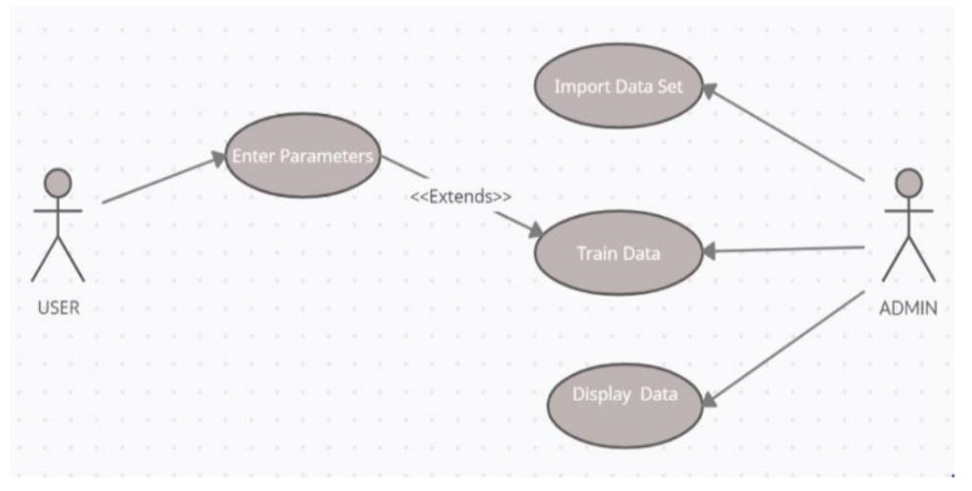 Import Data Set
Enter Parameters
<<Extends>>
Train Data
USER
ADMIN
Display Data